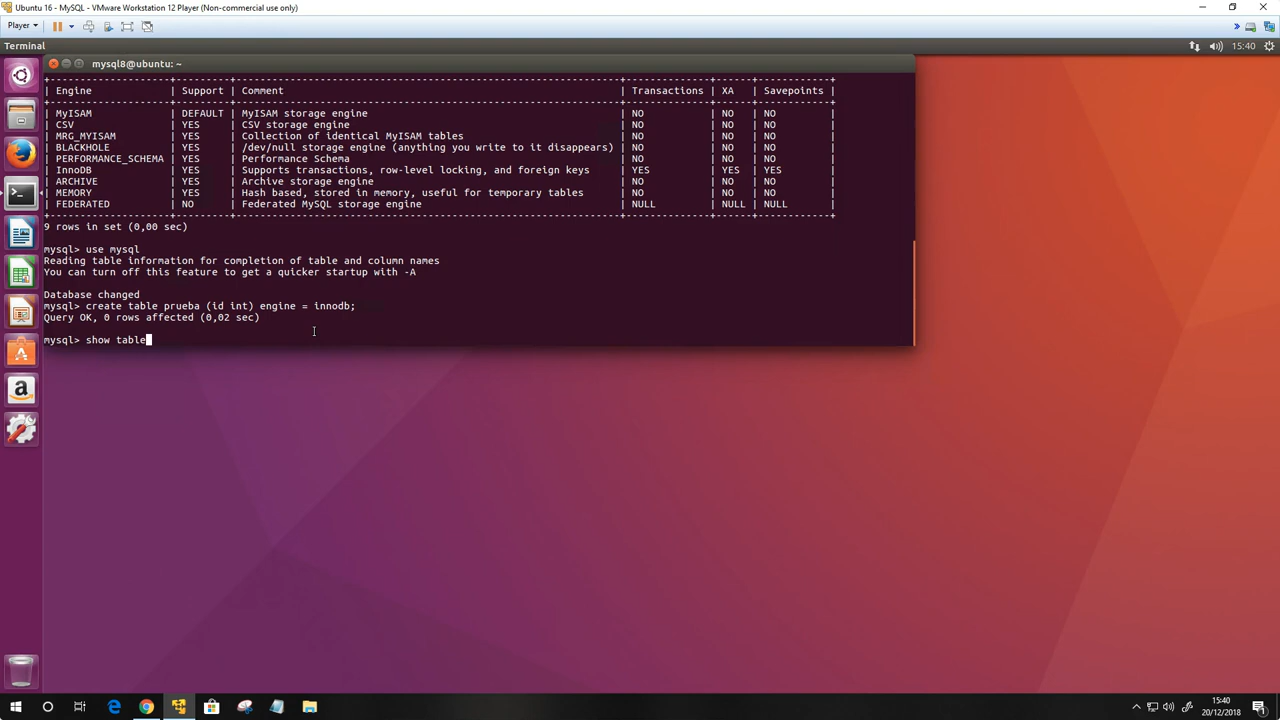 Ubuntu 16 - MySQL - VMware Workstation 12 Player (Non-commercial use only)
Player
Terminal
15:40
mysql8@ubuntu: ~
+--------------------+---------+----------------------------------------------------------------+--------------+------+------------+
| Engine | Support | Comment | Transactions | XA | Savepoints |
+--------------------+---------+----------------------------------------------------------------+--------------+------+------------+
| MyISAM | DEFAULT | MyISAM storage engine | NO | NO | NO |
| CSV | YES | CSV storage engine | NO | NO | NO |
| MRG_MYISAM | YES | Collection of identical MyISAM tables | NO | NO | NO |
| BLACKHOLE | YES | /dev/null storage engine (anything you write to it disappears) | NO | NO | NO |
| PERFORMANCE_SCHEMA | YES | Performance Schema | NO | NO | NO |
| InnoDB | YES | Supports transactions, row-level locking, and foreign keys | YES | YES | YES |
| ARCHIVE | YES | Archive storage engine | NO | NO | NO |
| MEMORY | YES | Hash based, stored in memory, useful for temporary tables | NO | NO | NO |
| FEDERATED | NO | Federated MySQL storage engine | NULL | NULL | NULL |
+--------------------+---------+----------------------------------------------------------------+--------------+------+------------+
9 rows in set (0,00 sec)
mysql> use mysql
Reading table information for completion of table and column names
You can turn off this feature to get a quicker startup with -A
Database changed
mysql> create table prueba (id int) engine = innodb;
Query OK, 0 rows affected (0,02 sec)
mysql> show table
15:40
20/12/2018